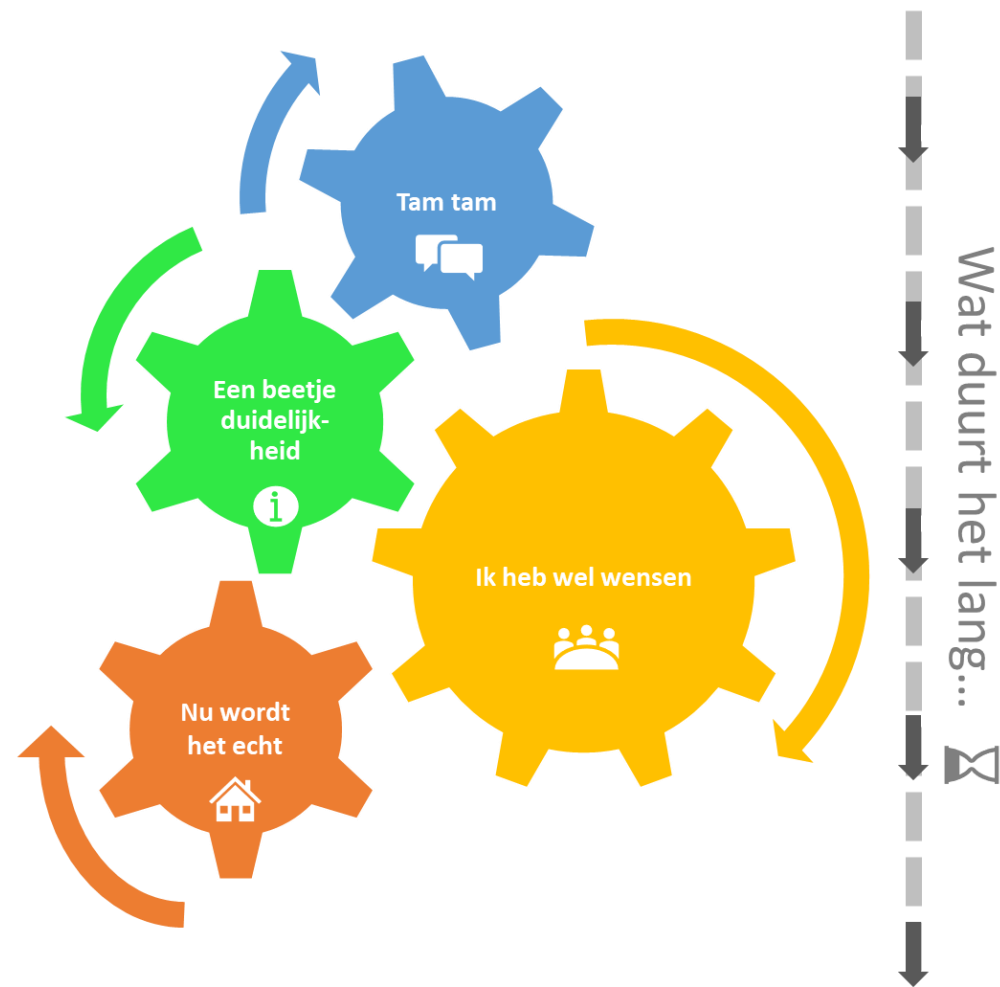 Tam tam
Een beetje
duidelijk-
heid
Ik heb wel wensen
Nu wordt
het echt
Wat duurt het lang...